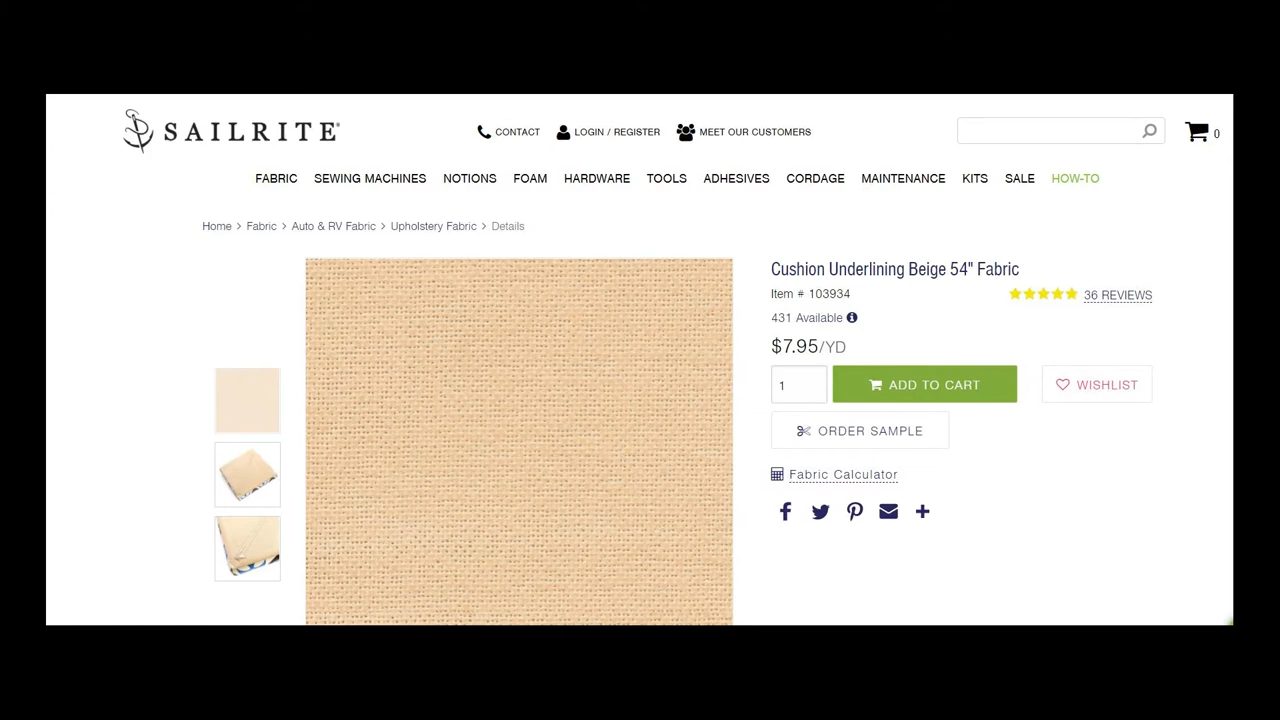 SAILRITE®
CONTACT
LOGIN / REGISTER
MEET OUR CUSTOMERS
0
FABRIC SEWING MACHINES NOTIONS FOAM HARDWARE TOOLS ADHESIVES CORDAGE MAINTENANCE KITS SALE HOW-TO
Home > Fabric > Auto & RV Fabric > Upholstery Fabric > Details
Cushion Underlining Beige 54" Fabric
Item # 103934
36 REVIEWS
431 Available
$7.95/YD
1
ADD TO CART
WISHLIST
ORDER SAMPLE
Fabric Calculator